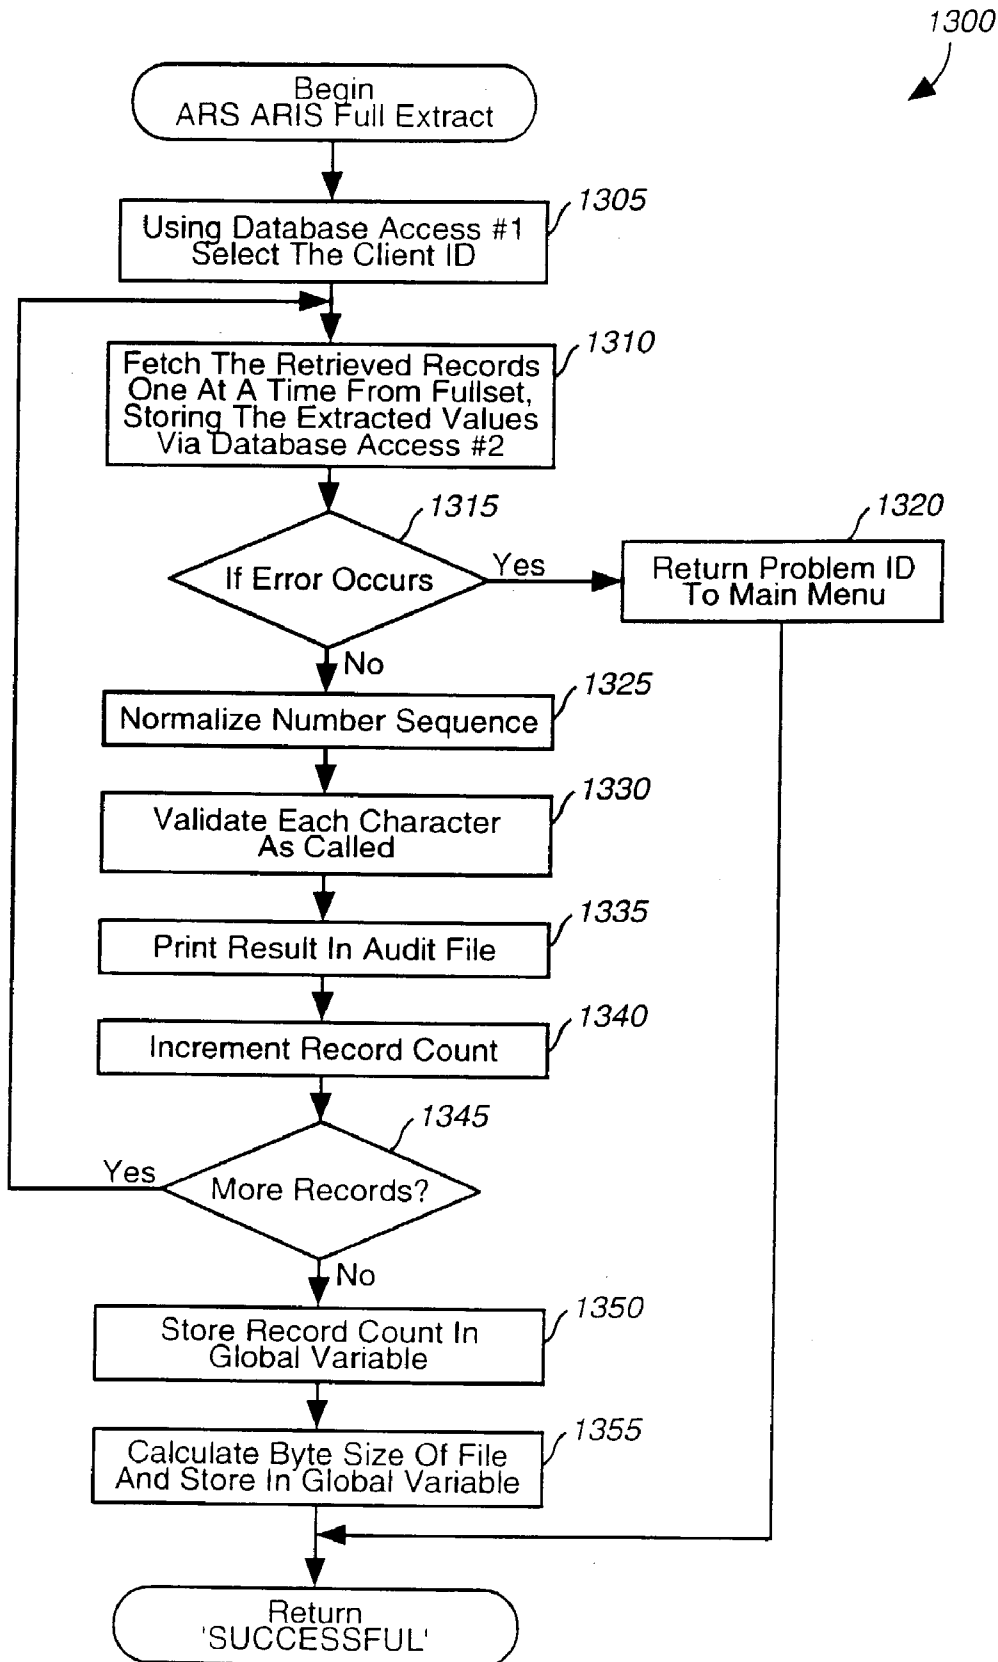 1300
Begin
ARS ARIS Full Extract
1305
Using Database Access #1
Select The Client ID
1310
Fetch The Retrieved Records
One At A Time From Fullset,
Storing The Extracted Values
Via Database Access #2
1315
If Error Occurs
Yes
1320
Return Problem ID
To Main Menu
No
1325
Normalize Number Sequence
1330
Validate Each Character
As Called
1335
Print Result In Audit File
1340
Increment Record Count
1345
More Records?
Yes
No
1350
Store Record Count In
Global Variable
1355
Calculate Byte Size Of File
And Store In Global Variable
Return
'SUCCESSFUL'